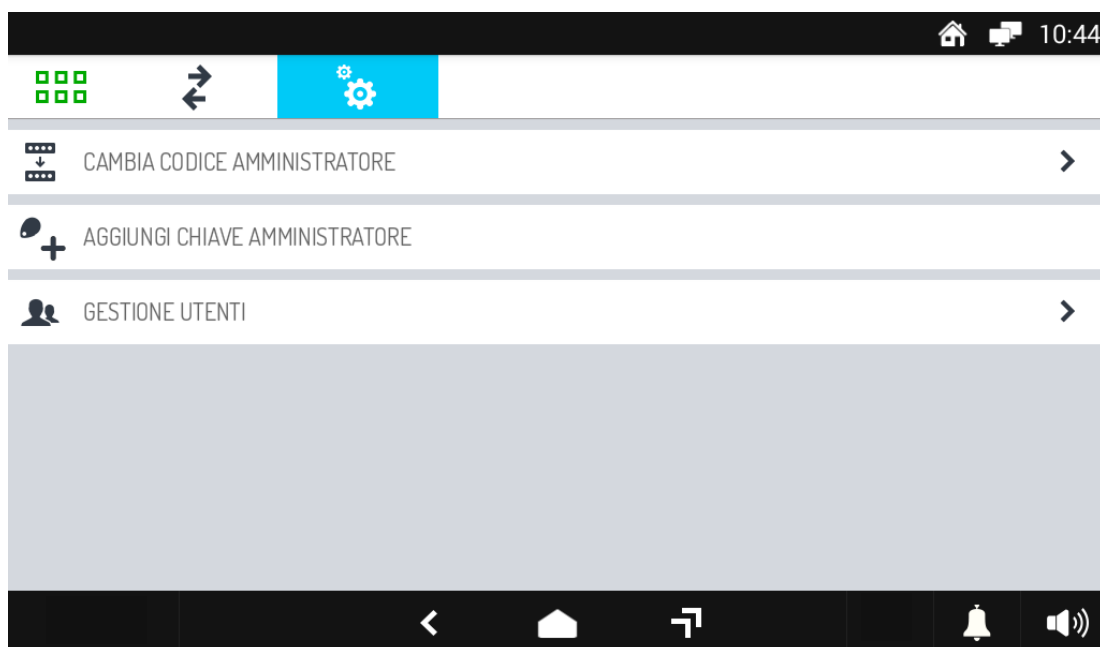 10:44
CAMBIA CODICE AMMINISTRATORE
AGGIUNGI CHIAVE AMMINISTRATORE
GESTIONE UTENTI